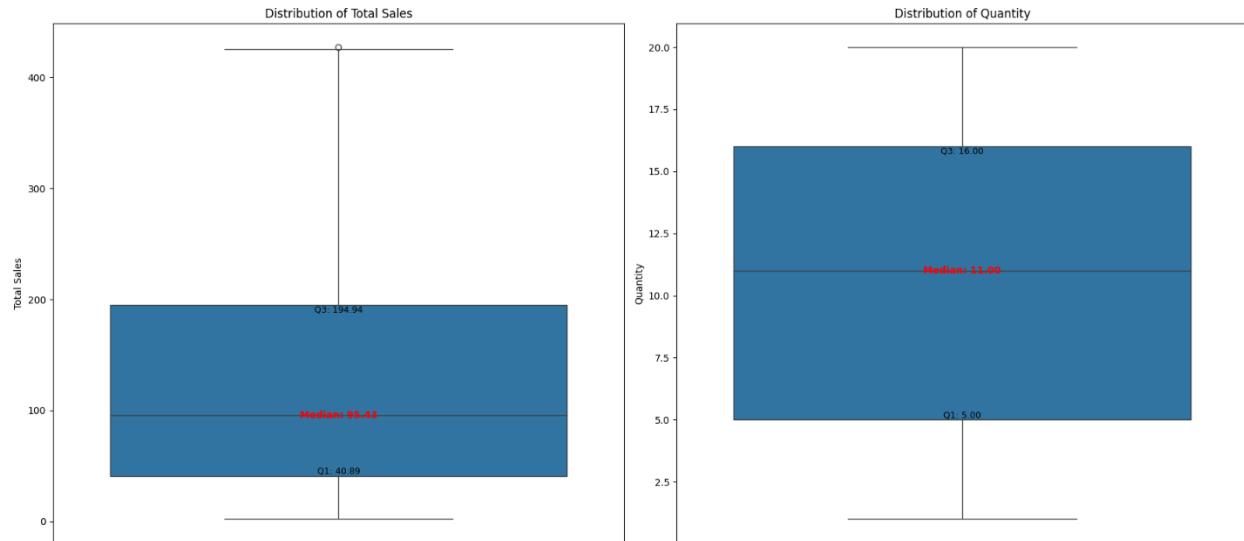 Distribution of Total Sales
Total Sales
400
300
200
100
0
Q3: 194.94
Median: 95.43
Q1: 40.89
Distribution of Quantity
Quantity
20.0
17.5
15.0
12.5
10.0
7.5
5.0
2.5
Q3: 16.00
Median: 11.00
Q1: 5.00